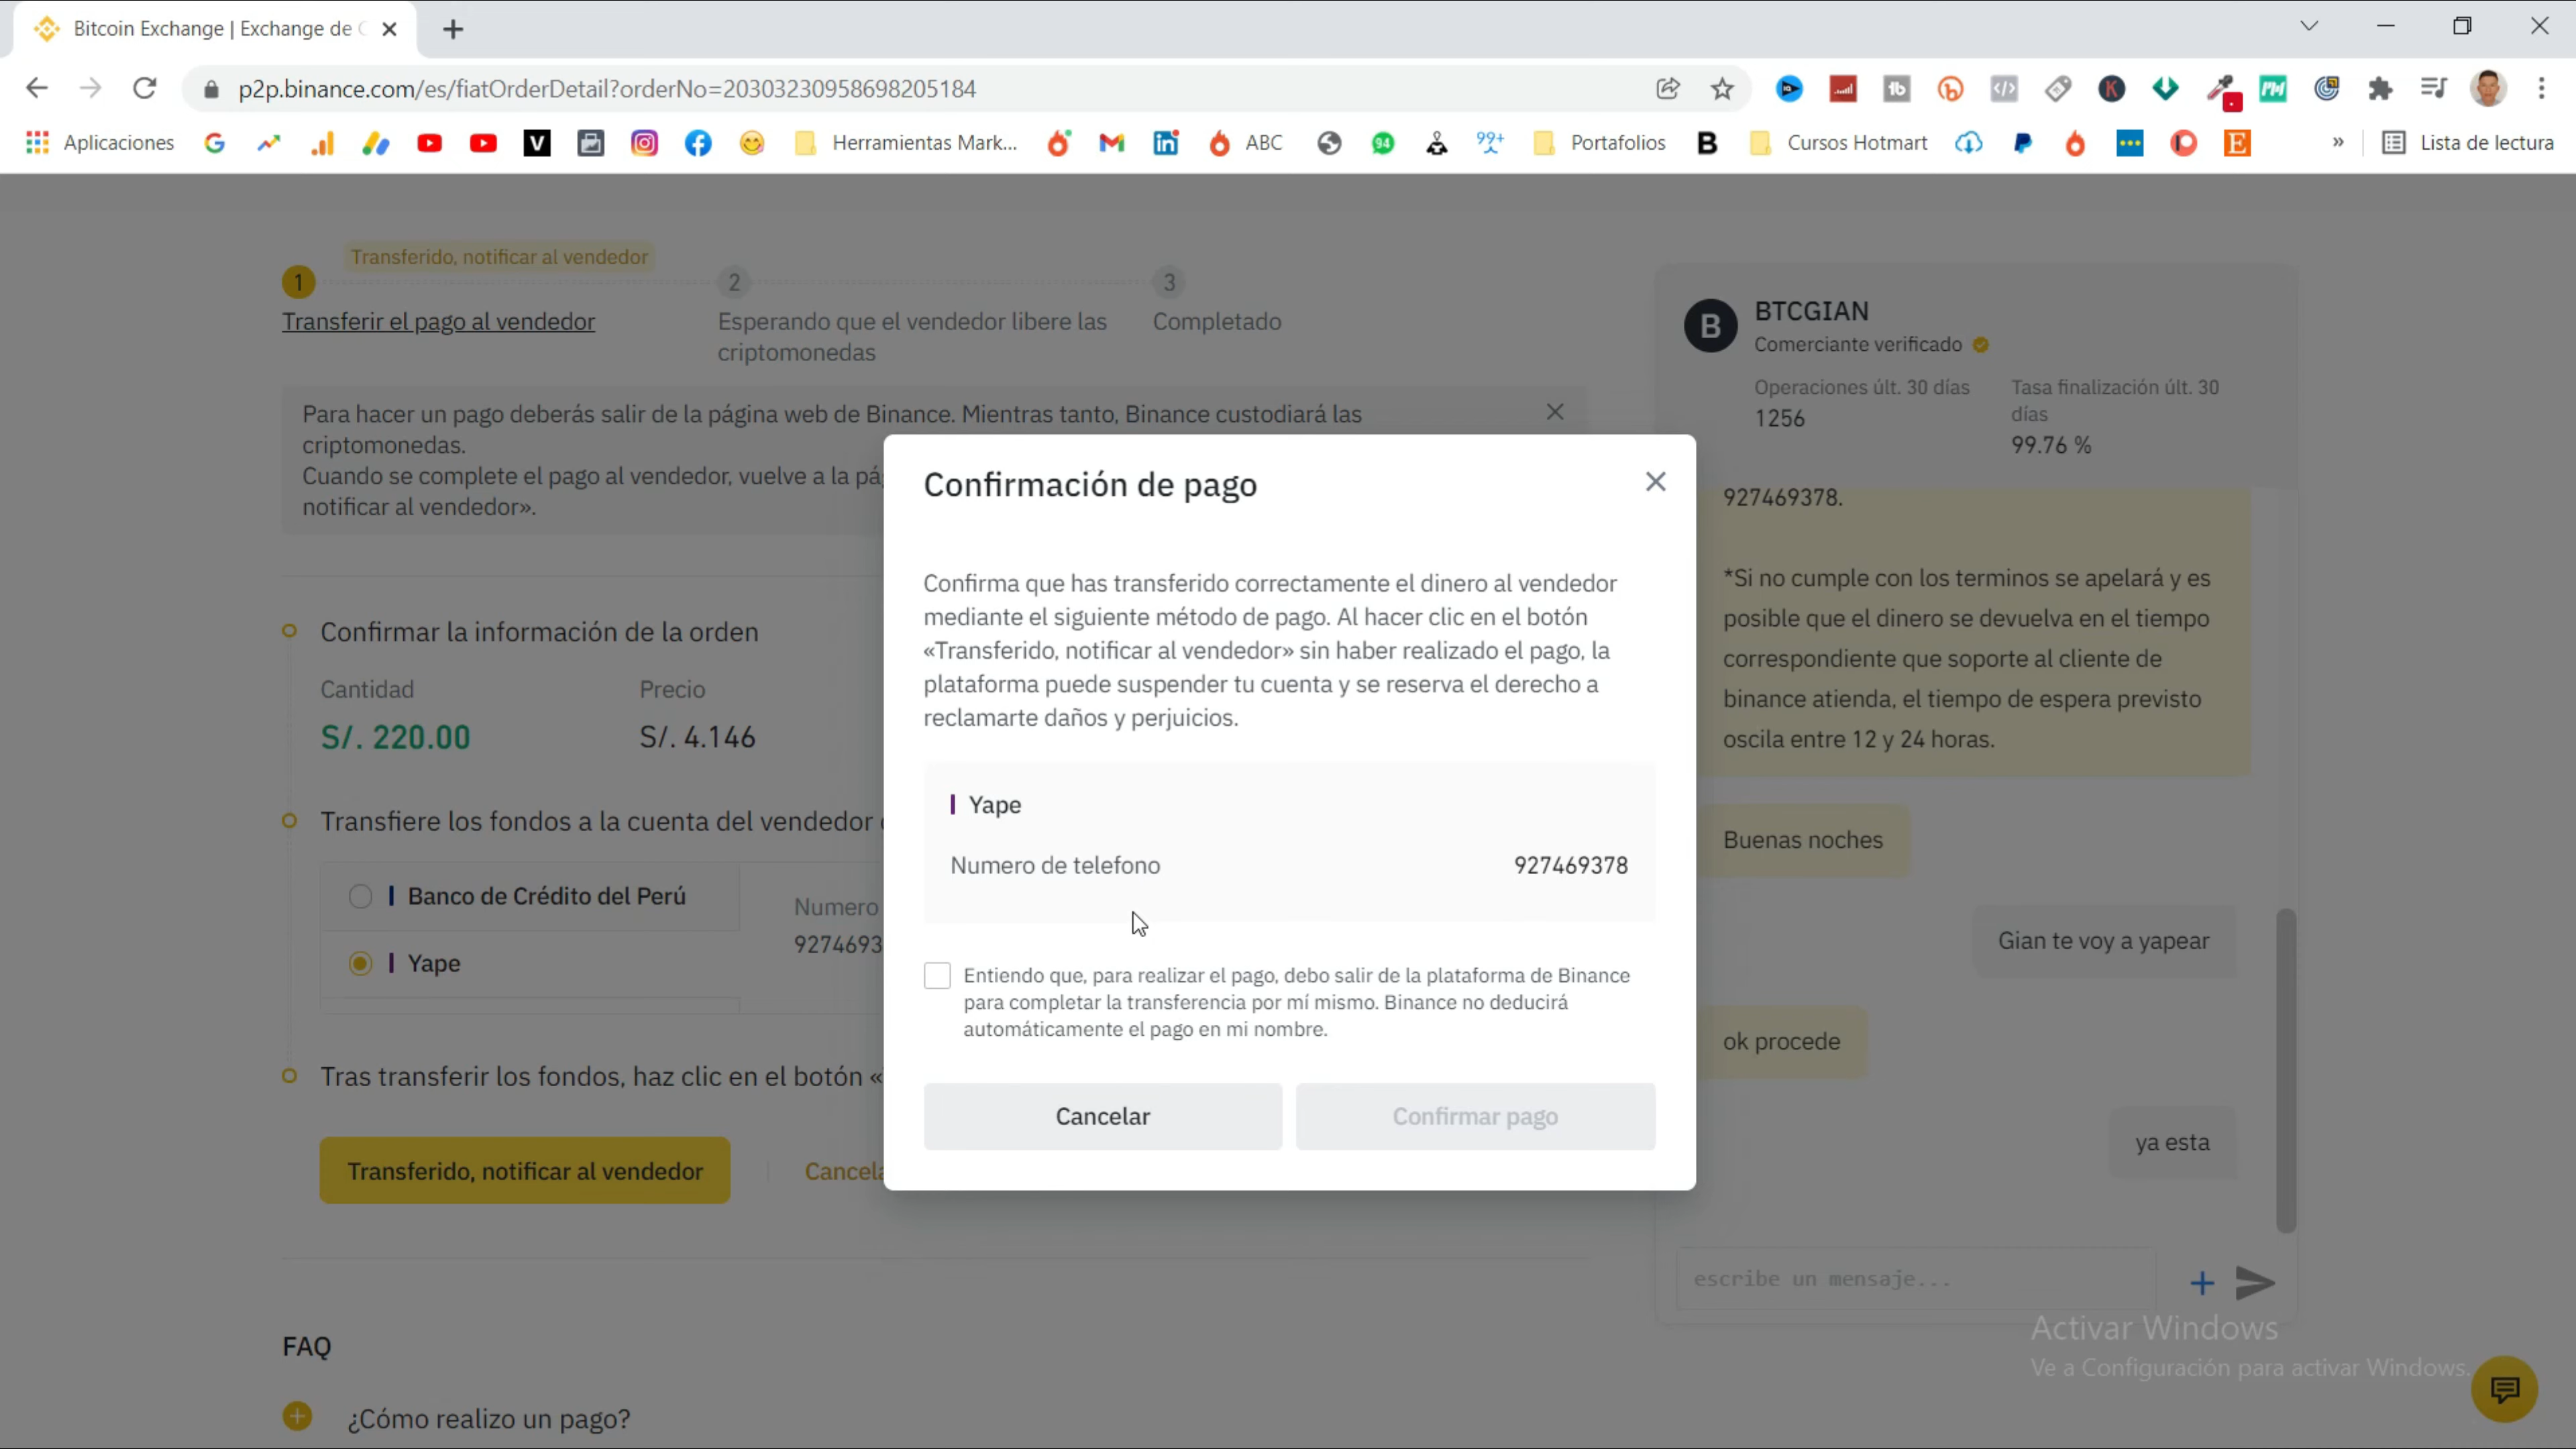 Bitcoin Exchange | Exchange de C
p2p.binance.com/es/fiatOrderDetail?orderNo=20303230958698205184
Aplicaciones
Herramientas Mark...
ABC
99+
Portafolios
Cursos Hotmart
»
Lista de lectura
Transferido, notificar al vendedor
1
2
3
Transferir el pago al vendedor
Esperando que el vendedor libere las
criptomonedas
Completado
Para hacer un pago deberás salir de la página web de Binance. Mientras tanto, Binance custodiará las
criptomonedas.
Cuando se complete el pago al vendedor, vuelve a la pá
notificar al vendedor».
Confirmar la información de la orden
Cantidad
Precio
S/. 220.00
S/. 4.146
Transfiere los fondos a la cuenta del vendedor
Banco de Crédito del Perú
Yape
Numero
9274693
Tras transferir los fondos, haz clic en el botón «
Transferido, notificar al vendedor
Cancela
FAQ
¿Cómo realizo un pago?
Confirmación de pago
Confirma que has transferido correctamente el dinero al vendedor
mediante el siguiente método de pago. Al hacer clic en el botón
«Transferido, notificar al vendedor» sin haber realizado el pago, la
plataforma puede suspender tu cuenta y se reserva el derecho a
reclamarte daños y perjuicios.
Yape
Numero de telefono
927469378
Entiendo que, para realizar el pago, debo salir de la plataforma de Binance
para completar la transferencia por mí mismo. Binance no deducirá
automáticamente el pago en mi nombre.
Cancelar
Confirmar pago
B
BTCGIAN
Comerciante verificado
Operaciones últ. 30 días
1256
Tasa finalización últ. 30
días
99.76 %
927469378.
*Si no cumple con los terminos se apelará y es
posible que el dinero se devuelva en el tiempo
correspondiente que soporte al cliente de
binance atienda, el tiempo de espera previsto
oscila entre 12 y 24 horas.
Buenas noches
Gian te voy a yapear
ok procede
ya esta
escribe un mensaje...
Activar Windows
Ve a Configuración para activar Windows.